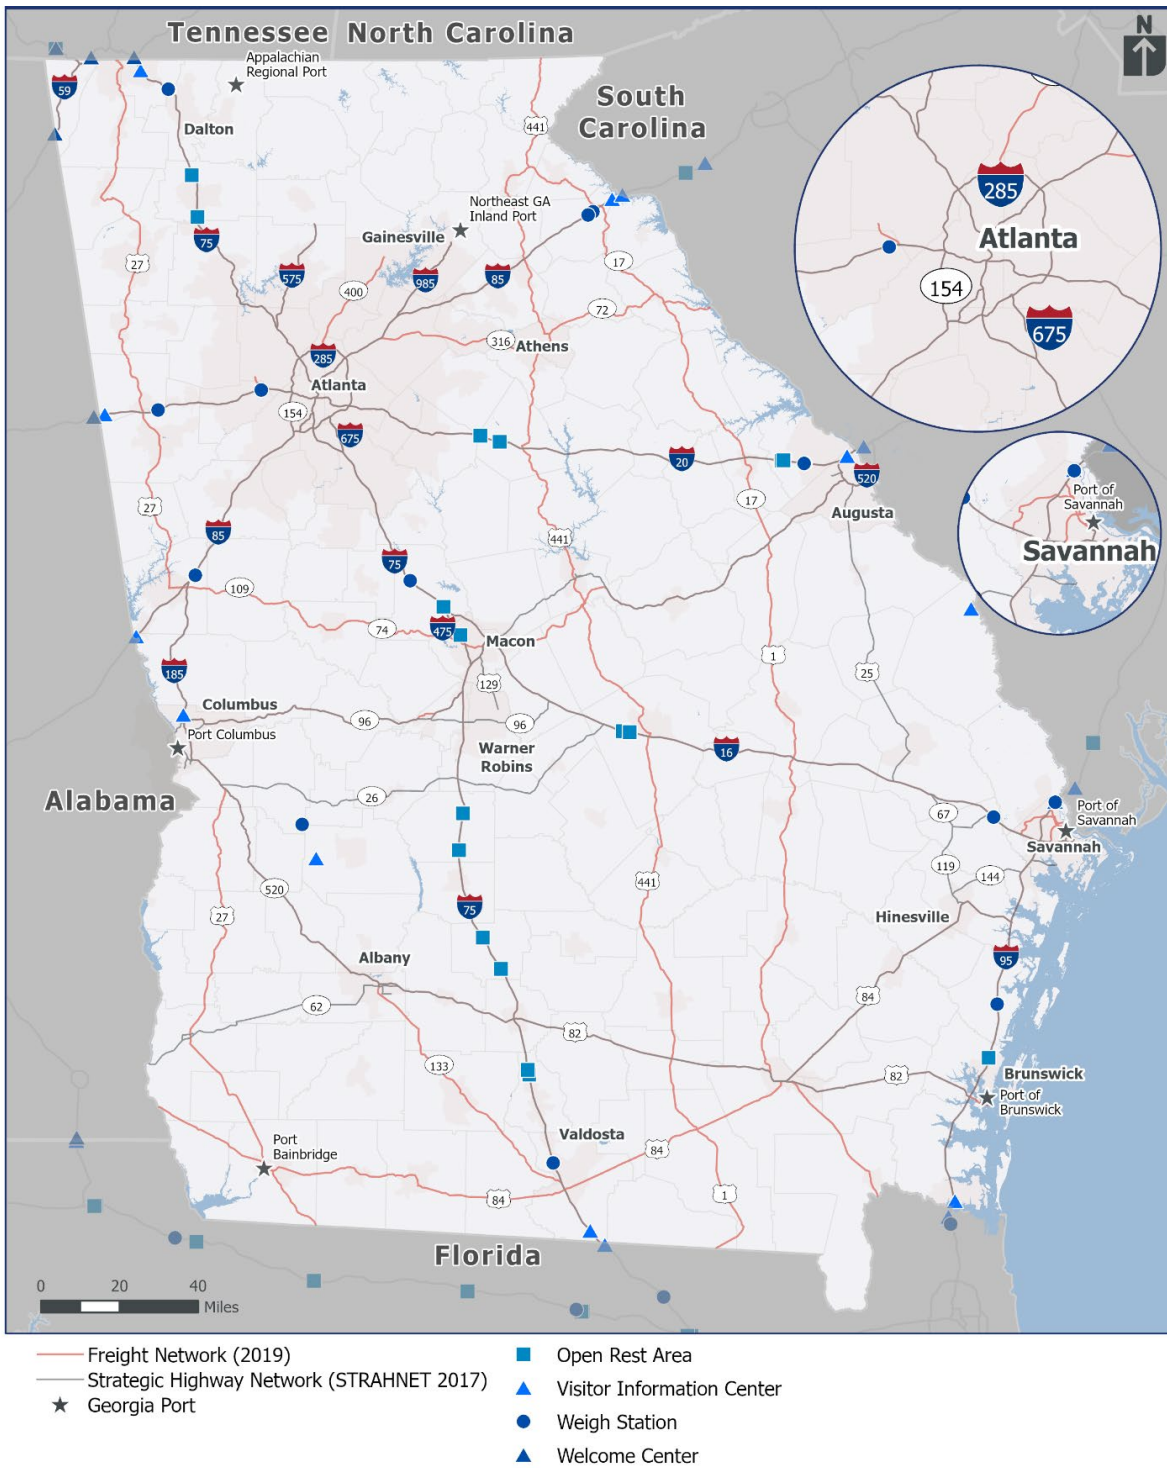 Tennessee North Carolina
N
Appalachian
Regional Port
59
South
Carolina
Dalton
441
285
Northeast GA
Inland Port
Gainesville
75
Atlanta
27
575
985
85
17
400
154
72
675
316
Athens
285
Atlanta
154
675
20
520
Port of
Savannah
27
17
Augusta
Savannah
85
441
75
109
74
475
Macon
1
185
129
25
Columbus
96
96
Port Columbus
16
Warner
Robins
Alabama
26
67
Port of
Savannah
Savannah
119
144
520
441
27
75
Hinesville
Albany
95
84
62
82
133
82
Brunswick
Port of
Brunswick
Valdosta
Port
Bainbridge
84
84
1
Florida
0 20 40
Miles
Freight Network (2019)
Strategic Highway Network (STRAHNET 2017)
Georgia Port
Open Rest Area
Visitor Information Center
Weigh Station
Welcome Center